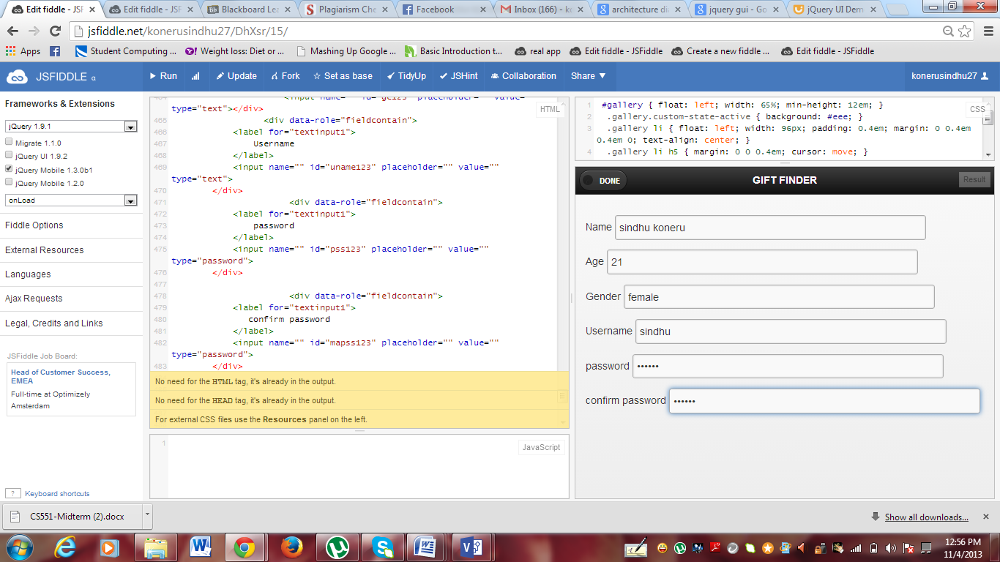 Edit fiddle - JSF
Edit fiddle - JSF
Blackboard Lea
Plagiarism Che
Facebook
Inbox (166) - ke
architecture dia
jquery gui - Go
jQuery UI Dem
jsfiddle.net/konerusindhu27/DhXsr/15/
Apps
Student Computing ...
Weight loss: Diet or ...
Mashing Up Google ...
Basic Introduction t...
real app
Edit fiddle - JSFiddle
Create a new fiddle ...
Edit fiddle - JSFiddle
JSFIDDLE α
Run
Update
Fork
Set as base
TidyUp
JSHint
Collaboration
Share
konerusindhu27
Frameworks & Extensions
jQuery 1.9.1
Migrate 1.1.0
jQuery UI 1.9.2
jQuery Mobile 1.3.0b1
jQuery Mobile 1.2.0
onLoad
Fiddle Options
External Resources
Languages
Ajax Requests
Legal, Credits and Links
JSFiddle Job Board:
Head of Customer Success,
EMEA
Full-time at Optimizely
Amsterdam
? Keyboard shortcuts
HTML
464 <input name="" id="ge123" placeholder="" value=""
type="text"></div>
465 <div data-role="fieldcontain">
466 <label for="textinput1">
467 Username
468 </label>
469 <input name="" id="uname123" placeholder="" value=""
type="text">
470 </div>
471 <div data-role="fieldcontain">
472 <label for="textinput1">
473 password
474 </label>
475 <input name="" id="pss123" placeholder="" value=""
type="password">
476 </div>
477
478 <div data-role="fieldcontain">
479 <label for="textinput1">
480 confirm password
481 </label>
482 <input name="" id="mapss123" placeholder="" value=""
type="password">
483 </div>
No need for the HTML tag, it's already in the output.
No need for the HEAD tag, it's already in the output.
For external CSS files use the Resources panel on the left.
1
JavaScript
CSS
1 #gallery { float: left; width: 65%; min-height: 12em; }
2 .gallery.custom-state-active { background: #eee; }
3 .gallery li { float: left; width: 96px; padding: 0.4em; margin: 0 0.4em
0.4em 0; text-align: center; }
4 .gallery li h5 { margin: 0 0 0.4em; cursor: move; }
DONE
GIFT FINDER
Result
Name sindhu koneru
Age 21
Gender female
Username sindhu
password ••••••
confirm password ••••••
CS551-Midterm (2).docx
Show all downloads...
12:56 PM
11/4/2013